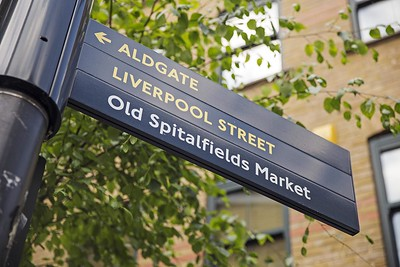 ← ALDGATE
LIVERPOOL STREET
Old Spitalfields Market